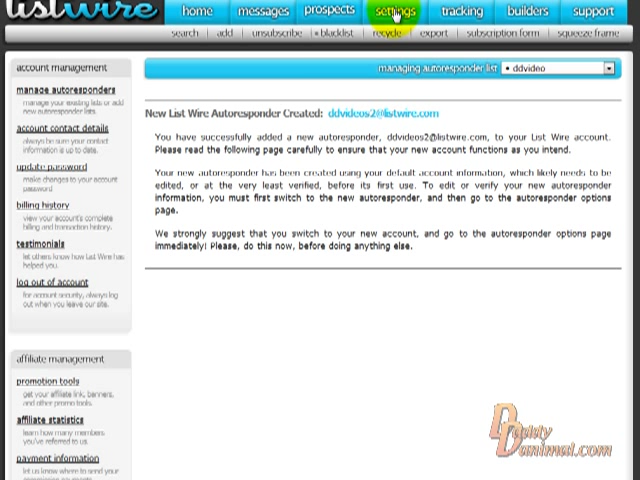 listwire
home messages prospects settings tracking builders support
search | add | unsubscribe | • blacklist | recycle | export | subscription form | squeeze frame
account management
manage autoresponders
manage your existing lists or add
new autoresponder lists.
account contact details
always be sure your contact
information is up to date.
update password
make changes to your account
password
billing history
view your account's complete
billing and transaction history.
testimonials
let others know how List Wire has
helped you.
log out of account
for account security, always log
out when you leave our site.
affiliate management
promotion tools
get your affiliate link, banners,
and other promo tools.
affiliate statistics
learn how many members
you've referred to us.
payment information
let us know where to send your
managing autoresponder list • ddvideo
New List Wire Autoresponder Created: ddvideos2@listwire.com
You have successfully added a new autoresponder, ddvideos2@listwire.com, to your List Wire account.
Please read the following page carefully to ensure that your new account functions as you intend.
Your new autoresponder has been created using your default account information, which likely needs to be
edited, or at the very least verified, before its first use. To edit or verify your new autoresponder
information, you must first switch to the new autoresponder, and then go to the autoresponder options
page.
We strongly suggest that you switch to your new account, and go to the autoresponder options page
immediately! Please, do this now, before doing anything else.
Daddy
Danimal.com